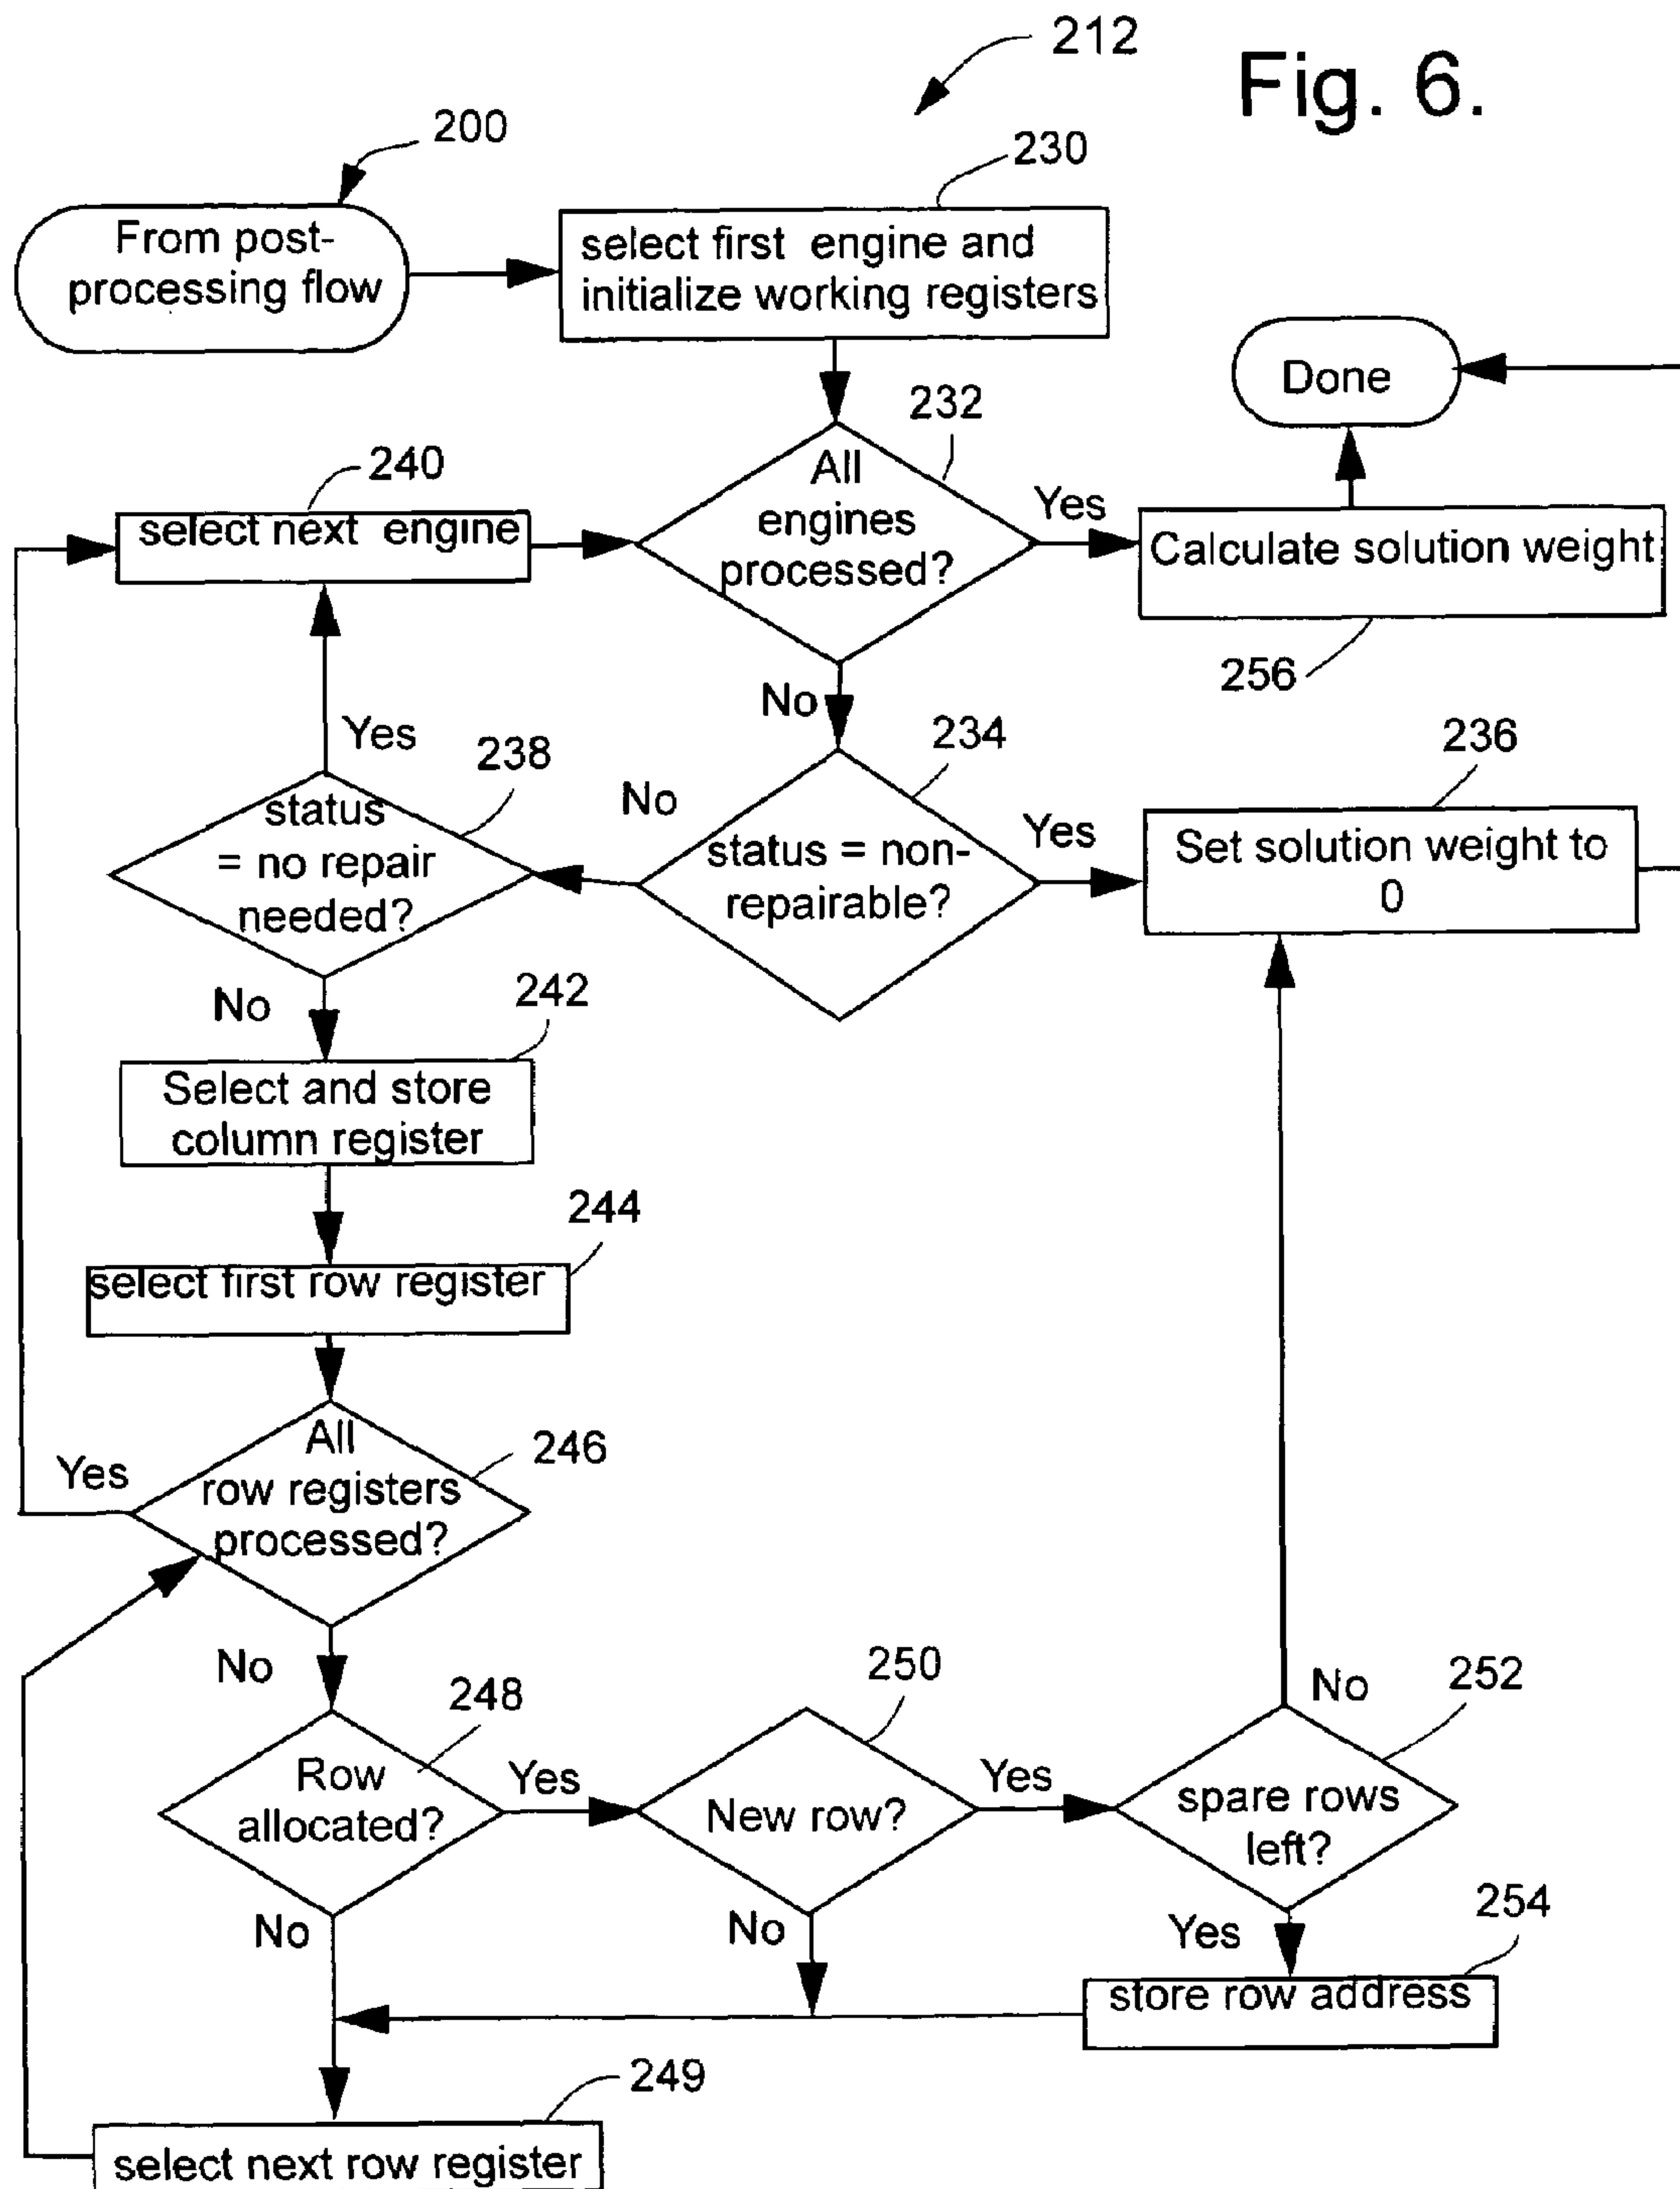 212
Fig. 6.
200
230
From post-
processing flow
select first engine and
initialize working registers
Done
232
240
All
engines
processed?
Yes
select next engine
Calculate solution weight
256
No
Yes
238
234
236
No
status
= no repair
needed?
status = non-
repairable?
Yes
Set solution weight to
0
No
242
Select and store
column register
244
select first row register
All
row registers
processed?
246
Yes
No
248
250
No
252
Row
allocated?
Yes
New row?
Yes
spare rows
left?
No
No
Yes
254
store row address
249
select next row register